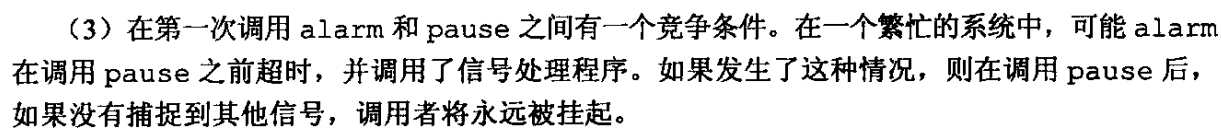 （3）在第一次调用 alarm 和 pause 之间有一个竞争条件。在一个繁忙的系统中，可能 alarm
在调用 pause 之前超时，并调用了信号处理程序。如果发生了这种情况，则在调用 pause 后，
如果没有捕捉到其他信号，调用者将永远被挂起。